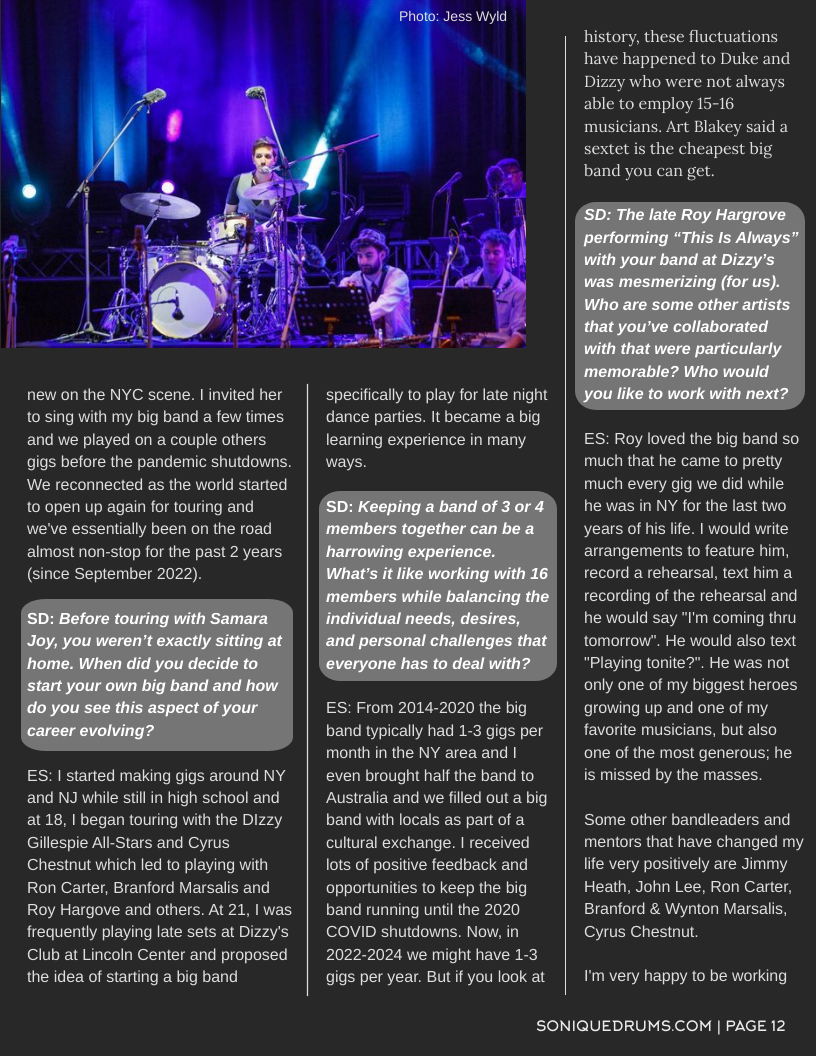 Photo: Jess Wyld
new on the NYC scene. I invited her
to sing with my big band a few times
and we played on a couple others
gigs before the pandemic shutdowns.
We reconnected as the world started
to open up again for touring and
we've essentially been on the road
almost non-stop for the past 2 years
(since September 2022).
SD: Before touring with Samara
Joy, you weren’t exactly sitting at
home. When did you decide to
start your own big band and how
do you see this aspect of your
career evolving?
ES: I started making gigs around NY
and NJ while still in high school and
at 18, I began touring with the DIzzy
Gillespie All-Stars and Cyrus
Chestnut which led to playing with
Ron Carter, Branford Marsalis and
Roy Hargove and others. At 21, I was
frequently playing late sets at Dizzy's
Club at Lincoln Center and proposed
the idea of starting a big band
specifically to play for late night
dance parties. It became a big
learning experience in many
ways.
SD: Keeping a band of 3 or 4
members together can be a
harrowing experience.
What’s it like working with 16
members while balancing the
individual needs, desires,
and personal challenges that
everyone has to deal with?
ES: From 2014-2020 the big
band typically had 1-3 gigs per
month in the NY area and I
even brought half the band to
Australia and we filled out a big
band with locals as part of a
cultural exchange. I received
lots of positive feedback and
opportunities to keep the big
band running until the 2020
COVID shutdowns. Now, in
2022-2024 we might have 1-3
gigs per year. But if you look at
history, these fluctuations
have happened to Duke and
Dizzy who were not always
able to employ 15-16
musicians. Art Blakey said a
sextet is the cheapest big
band you can get.
SD: The late Roy Hargrove
performing “This Is Always”
with your band at Dizzy’s
was mesmerizing (for us).
Who are some other artists
that you’ve collaborated
with that were particularly
memorable? Who would
you like to work with next?
ES: Roy loved the big band so
much that he came to pretty
much every gig we did while
he was in NY for the last two
years of his life. I would write
arrangements to feature him,
record a rehearsal, text him a
recording of the rehearsal and
he would say "I'm coming thru
tomorrow". He would also text
"Playing tonite?". He was not
only one of my biggest heroes
growing up and one of my
favorite musicians, but also
one of the most generous; he
is missed by the masses.
Some other bandleaders and
mentors that have changed my
life very positively are Jimmy
Heath, John Lee, Ron Carter,
Branford & Wynton Marsalis,
Cyrus Chestnut.
I'm very happy to be working
SONIQUEDRUMS.COM | PAGE 12